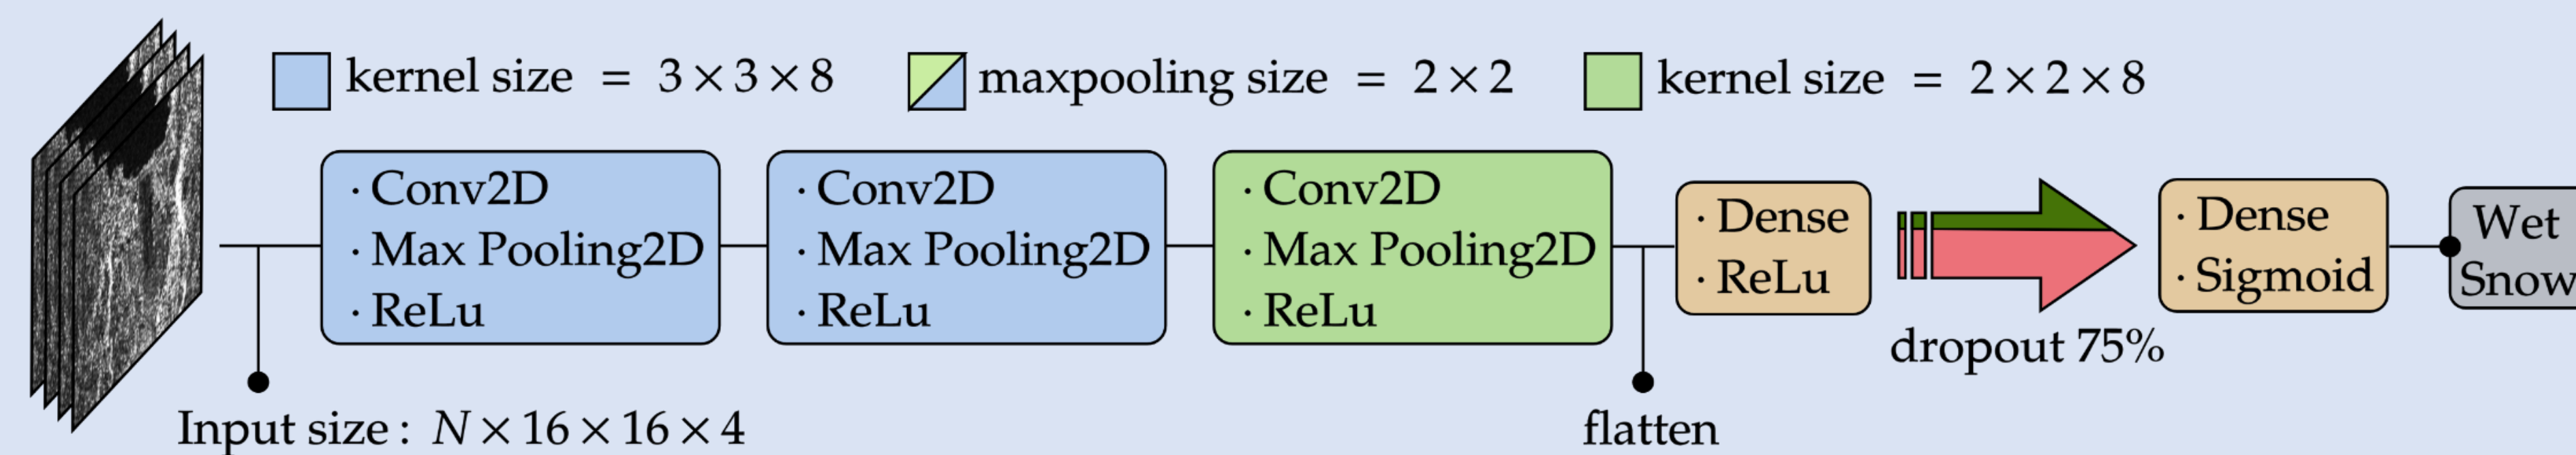 kernel size = 3 × 3 × 8
maxpooling size = 2 × 2
kernel size = 2 × 2 × 8
· Conv2D
· Max Pooling2D
· ReLu
· Conv2D
· Max Pooling2D
· ReLu
· Conv2D
· Max Pooling2D
· ReLu
· Dense
· ReLu
dropout 75%
· Dense
· Sigmoid
Wet
Snow
Input size : N × 16 × 16 × 4
flatten